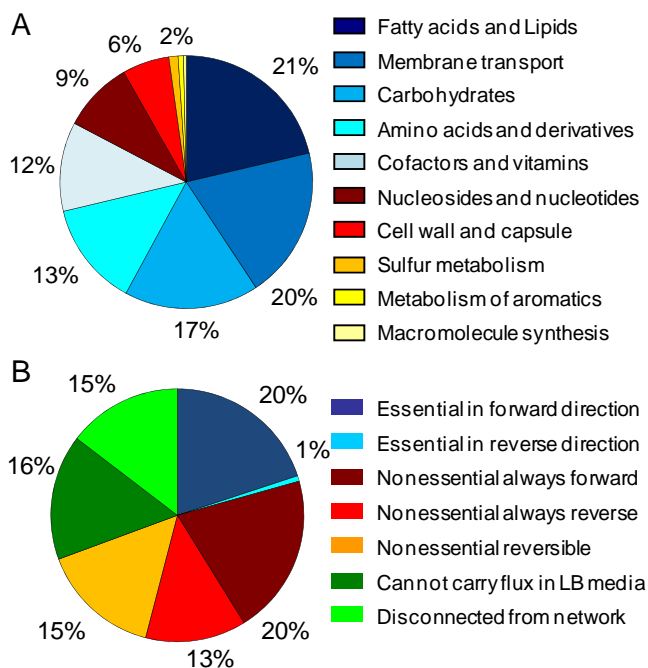 A
6%
2%
21%
9%
12%
13%
17%
20%
Fatty acids and Lipids
Membrane transport
Carbohydrates
Amino acids and derivatives
Cofactors and vitamins
Nucleosides and nucleotides
Cell wall and capsule
Sulfur metabolism
Metabolism of aromatics
Macromolecule synthesis
B
15%
20%
1%
16%
15%
13%
20%
Essential in forward direction
Essential in reverse direction
Nonessential always forward
Nonessential always reverse
Nonessential reversible
Cannot carry flux in LB media
Disconnected from network